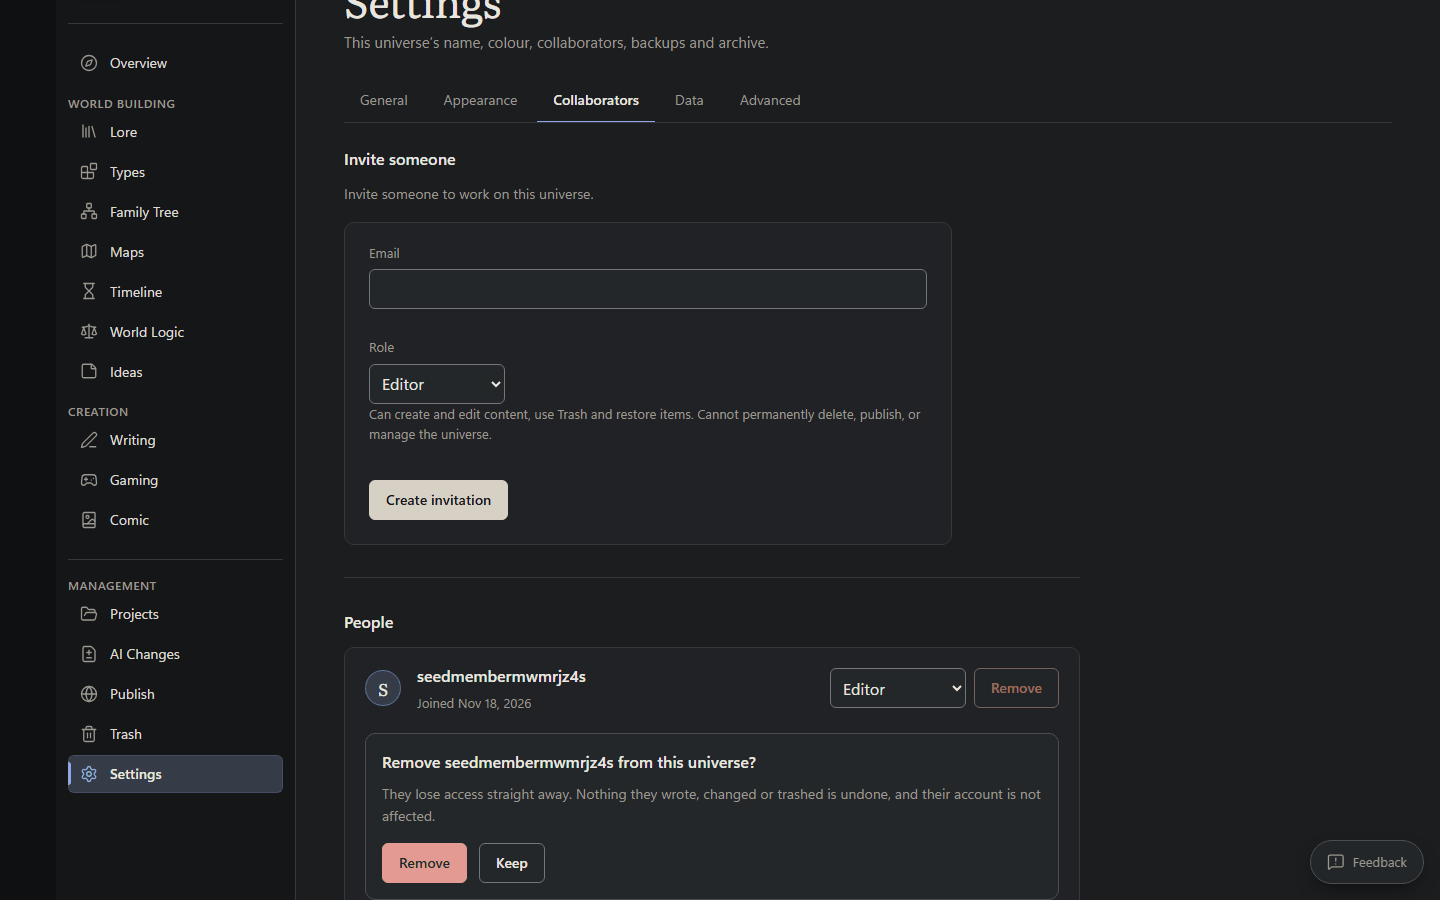 Settings
This universe's name, colour, collaborators, backups and archive.
Overview
WORLD BUILDING
Lore
Types
Family Tree
Maps
Timeline
World Logic
Ideas
CREATION
Writing
Gaming
Comic
MANAGEMENT
Projects
AI Changes
Publish
Trash
Settings
General
Appearance
Collaborators
Data
Advanced
Invite someone
Invite someone to work on this universe.
Email
Role
Editor
Can create and edit content, use Trash and restore items. Cannot permanently delete, publish, or
manage the universe.
Create invitation
People
S
seedmembermwmrjz4s
Joined Nov 18, 2026
Editor
Remove
Remove seedmembermwmrjz4s from this universe?
They lose access straight away. Nothing they wrote, changed or trashed is undone, and their account is not
affected.
Remove
Keep
Feedback